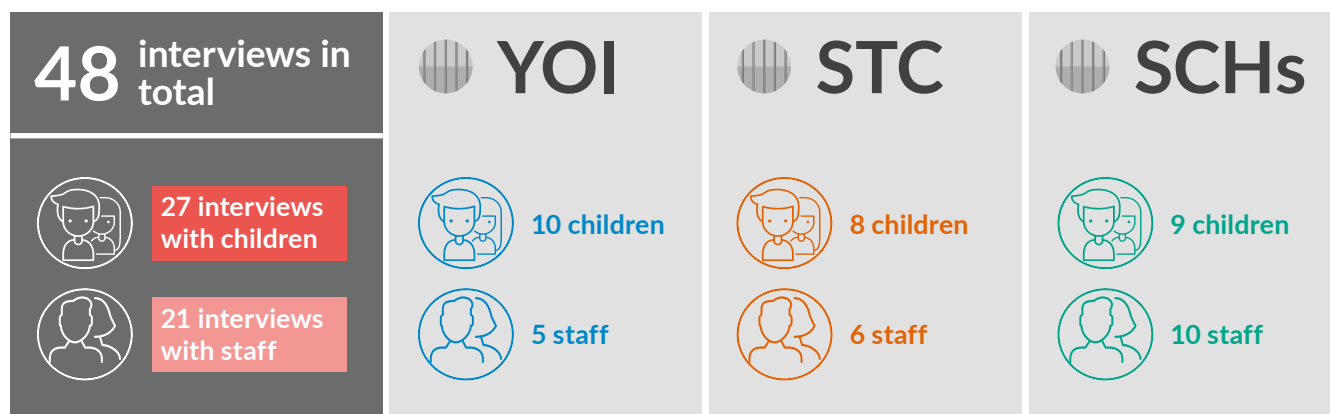 48 interviews in
total
27 interviews
with children
21 interviews
with staff
YOI
10 children
5 staff
STC
8 children
6 staff
SCHs
9 children
10 staff